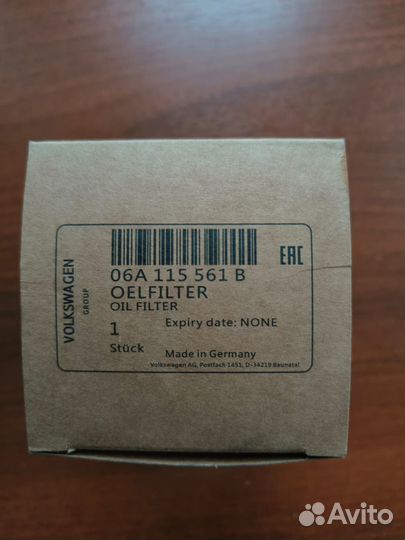 VOLKSWAGEN
GROUP
06A 115 561 B
EAC
OELFILTER
OIL FILTER
Expiry date: NONE
1
Stück
Made in Germany
Volkswagen AG, Postfach 1451, D-34219 Baunatal
Avito